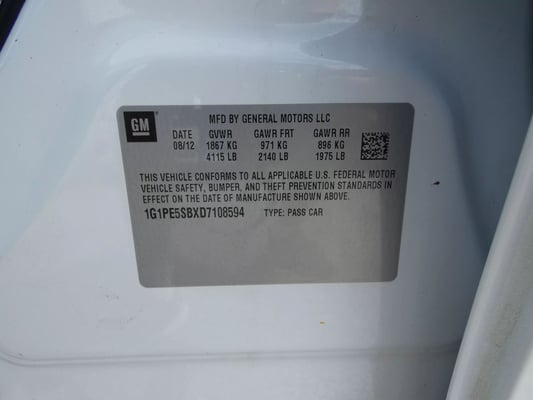 GM
MFD BY GENERAL MOTORS LLC
DATE GVWR GAWR FRT GAWR RR
08/12 1867 KG 971 KG 896 KG
4115 LB 2140 LB 1975 LB
THIS VEHICLE CONFORMS TO ALL APPLICABLE U.S. FEDERAL MOTOR
VEHICLE SAFETY, BUMPER, AND THEFT PREVENTION STANDARDS IN
EFFECT ON THE DATE OF MANUFACTURE SHOWN ABOVE.
1G1PE5SBXD7108594 TYPE: PASS CAR